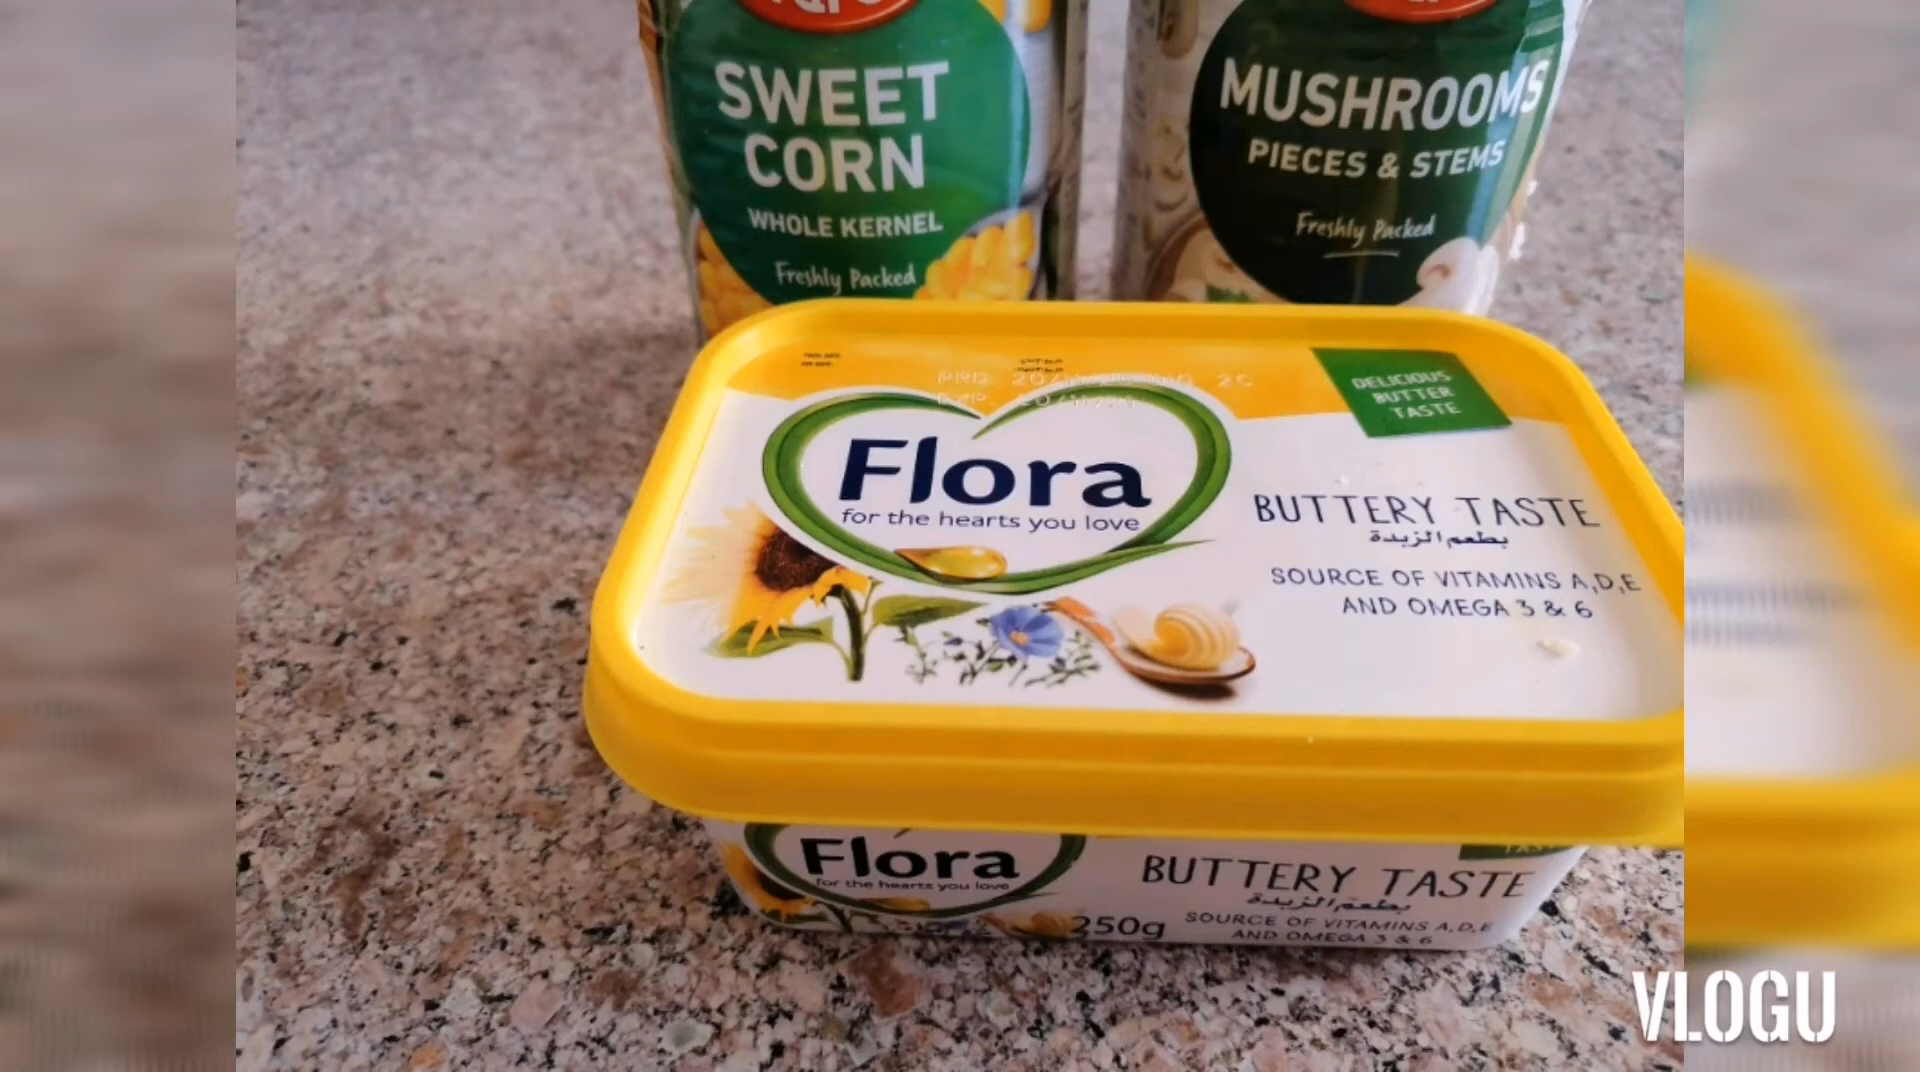 SWEET
CORN
WHOLE KERNEL
Freshly Packed
MUSHROOMS
PIECES & STEMS
Freshly Packed
DELICIOUS
BUTTER
TASTE
Flora
for the hearts you love
BUTTERY TASTE
بطعم الزبدة
SOURCE OF VITAMINS A,D,E
AND OMEGA 3 & 6
Flora
for the hearts you love
BUTTERY TASTE
بطعم الزبدة
250g
SOURCE OF VITAMINS A,D,E
AND OMEGA 3 & 6
VLOGU